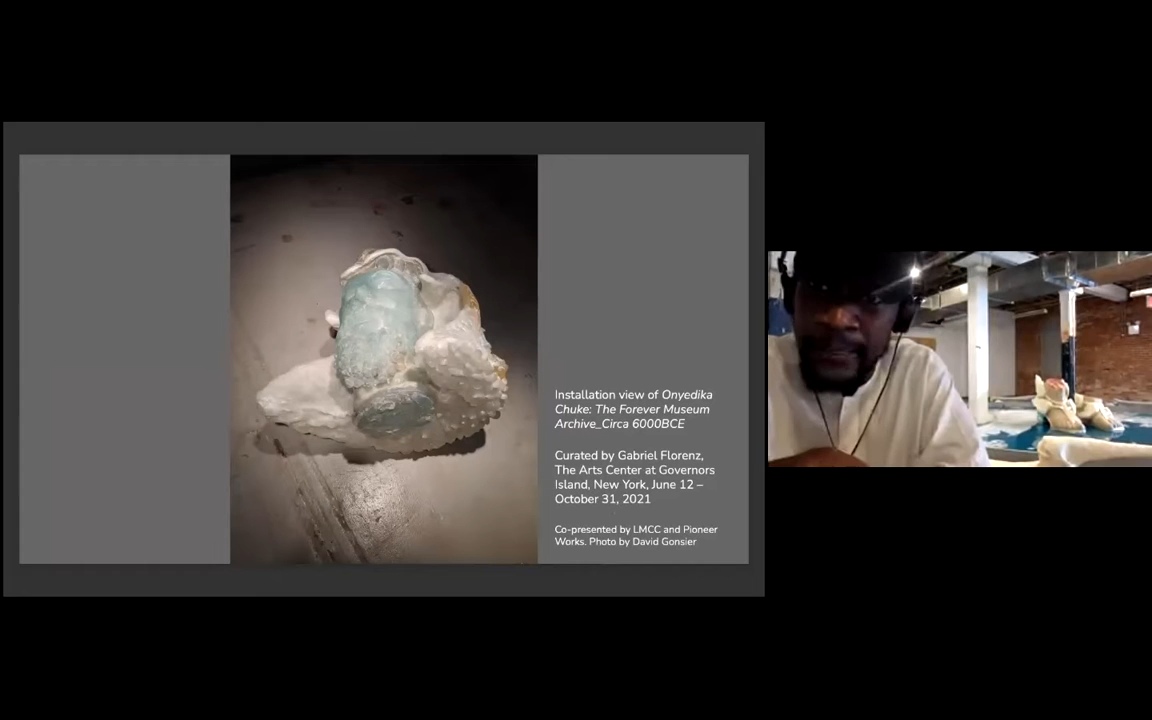 Installation view of Onyedika
Chuke: The Forever Museum
Archive_Circa 6000BCE
Curated by Gabriel Florenz,
The Arts Center at Governors
Island, New York, June 12 –
October 31, 2021
Co-presented by LMCC and Pioneer
Works. Photo by David Gonsier